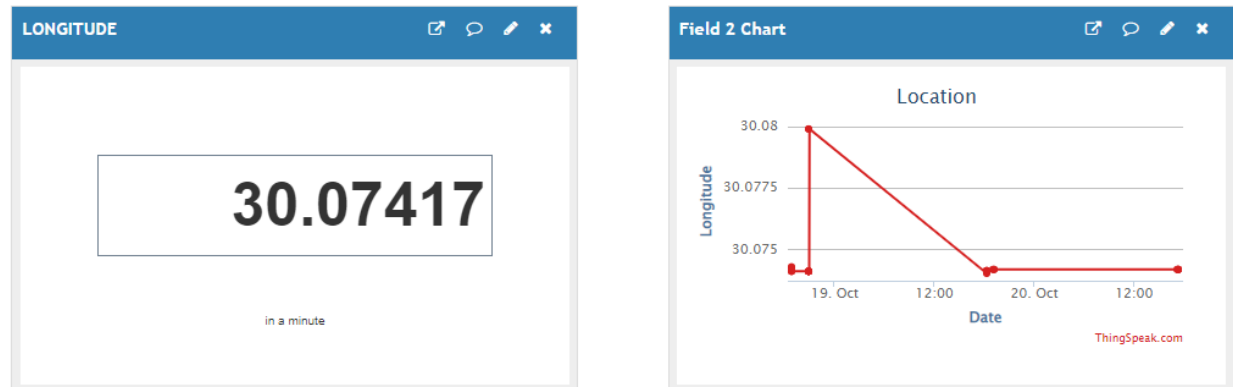 LONGITUDE
30.07417
in a minute
Field 2 Chart
Location
30.08
30.0775
30.075
Longitude
19. Oct 12:00 20. Oct 12:00
Date
ThingSpeak.com